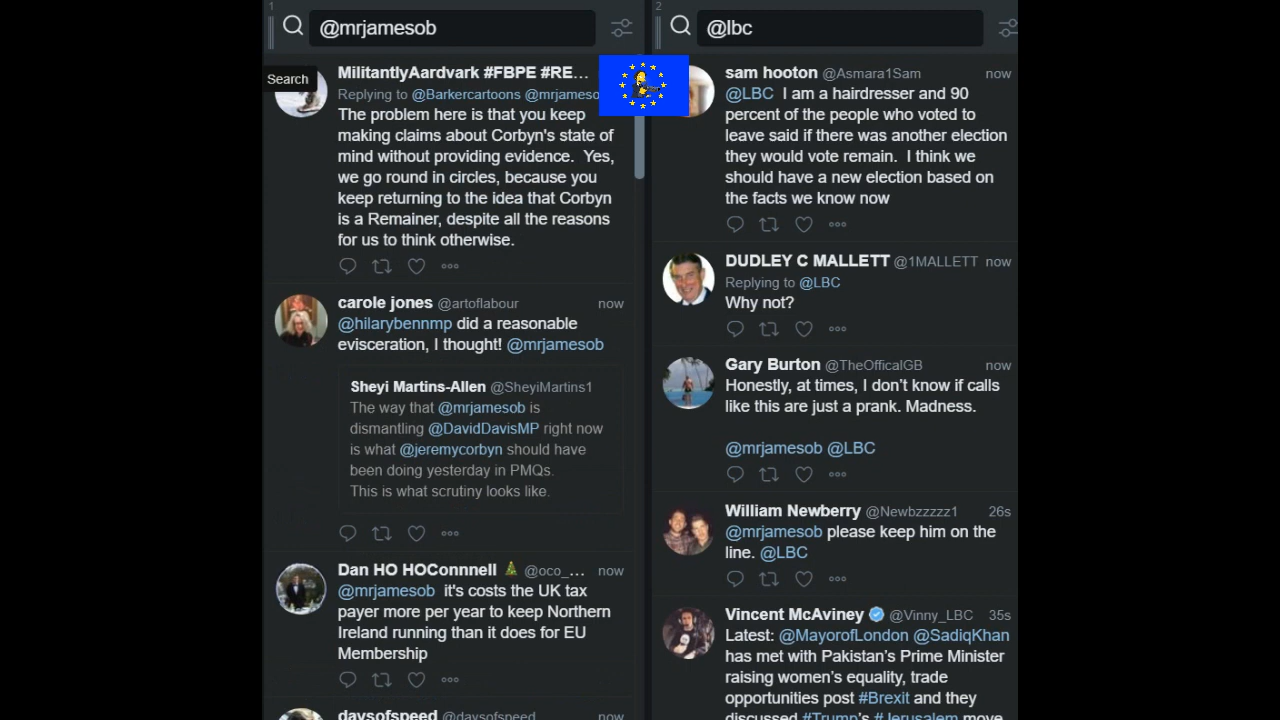 1
@mrjamesob
Search
MilitantlyAardvark #FBPE #RE...
Replying to @Barkercartoons @mrjameso
The problem here is that you keep
making claims about Corbyn's state of
mind without providing evidence. Yes,
we go round in circles, because you
keep returning to the idea that Corbyn
is a Remainer, despite all the reasons
for us to think otherwise.
carole jones @artoflabour now
@hilarybennmp did a reasonable
evisceration, I thought! @mrjamesob
Sheyi Martins-Allen @SheyiMartins1
The way that @mrjamesob is
dismantling @DavidDavisMP right now
is what @jeremycorbyn should have
been doing yesterday in PMQs.
This is what scrutiny looks like.
Dan HO HOConnnell 🎄 @oco_... now
@mrjamesob it's costs the UK tax
payer more per year to keep Northern
Ireland running than it does for EU
Membership
daysofspeed @daysofspeed now
2
@lbc
sam hooton @Asmara1Sam now
@LBC I am a hairdresser and 90
percent of the people who voted to
leave said if there was another election
they would vote remain. I think we
should have a new election based on
the facts we know now
DUDLEY C MALLETT @1MALLETT now
Replying to @LBC
Why not?
Gary Burton @TheOfficalGB now
Honestly, at times, I don't know if calls
like this are just a prank. Madness.
@mrjamesob @LBC
William Newberry @Newbzzzzz1 26s
@mrjamesob please keep him on the
line. @LBC
Vincent McAviney @Vinny_LBC 35s
Latest: @MayorofLondon @SadiqKhan
has met with Pakistan's Prime Minister
raising women's equality, trade
opportunities post #Brexit and they
discussed #Trump's #Jerusalem move